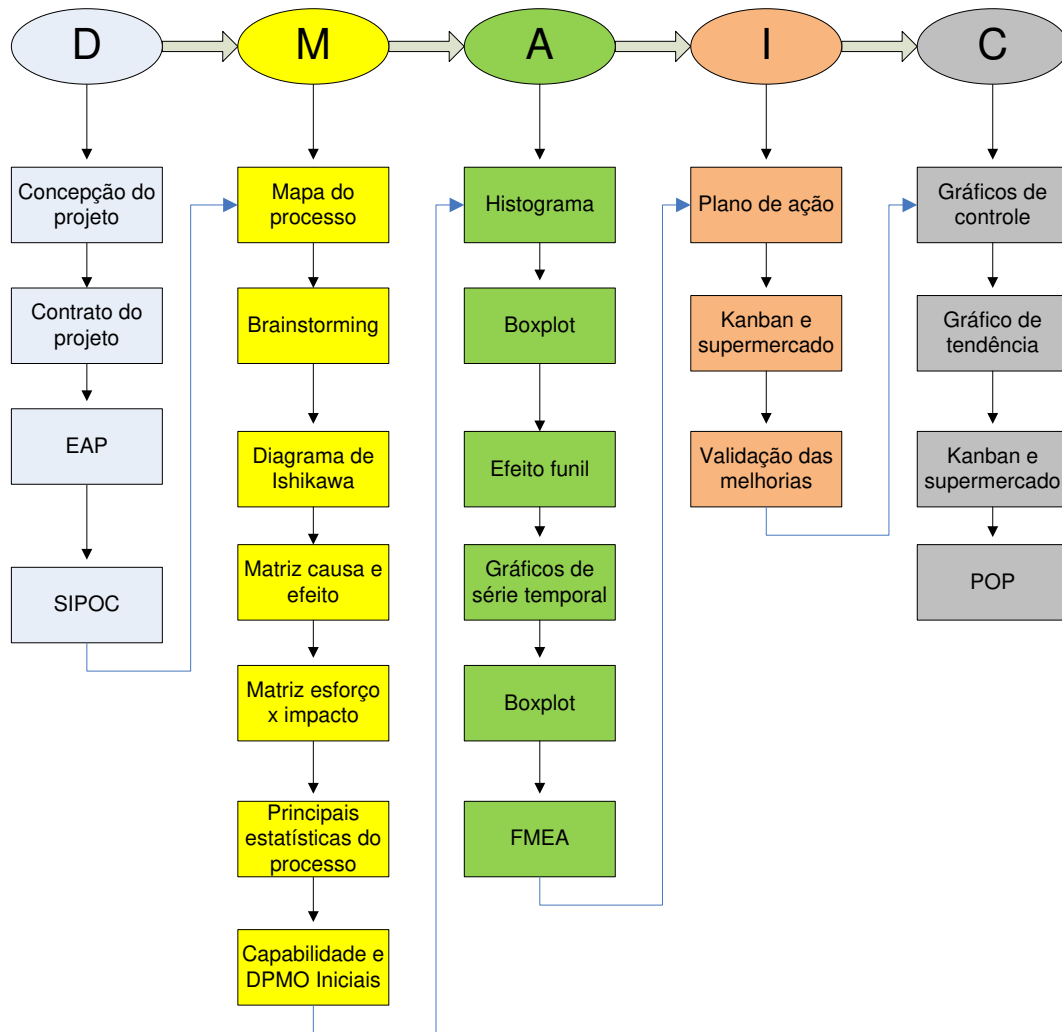 D
M
A
I
C
Concepção do
projeto
Contrato do
projeto
EAP
SIPOC
Mapa do
processo
Brainstorming
Diagrama de
Ishikawa
Matriz causa e
efeito
Matriz esforço
x impacto
Principais
estatísticas do
processo
Capabilidade e
DPMO Iniciais
Histograma
Boxplot
Efeito funil
Gráficos de
série temporal
Boxplot
FMEA
Plano de ação
Kanban e
supermercado
Validação das
melhorias
Gráficos de
controle
Gráfico de
tendência
Kanban e
supermercado
POP